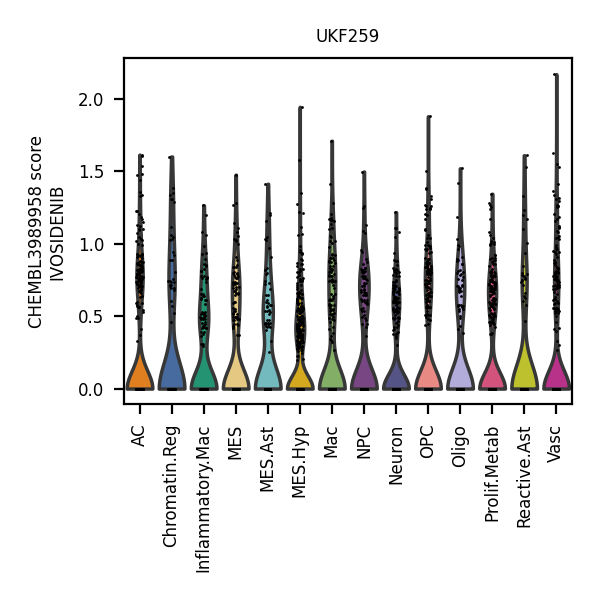 UKF259
CHEMBL3989958 score
IVOSIDENIB
2.0
1.5
1.0
0.5
0.0
AC
Chromatin.Reg
Inflammatory.Mac
MES
MES.Ast
MES.Hyp
Mac
NPC
Neuron
OPC
Oligo
Prolif.Metab
Reactive.Ast
Vasc